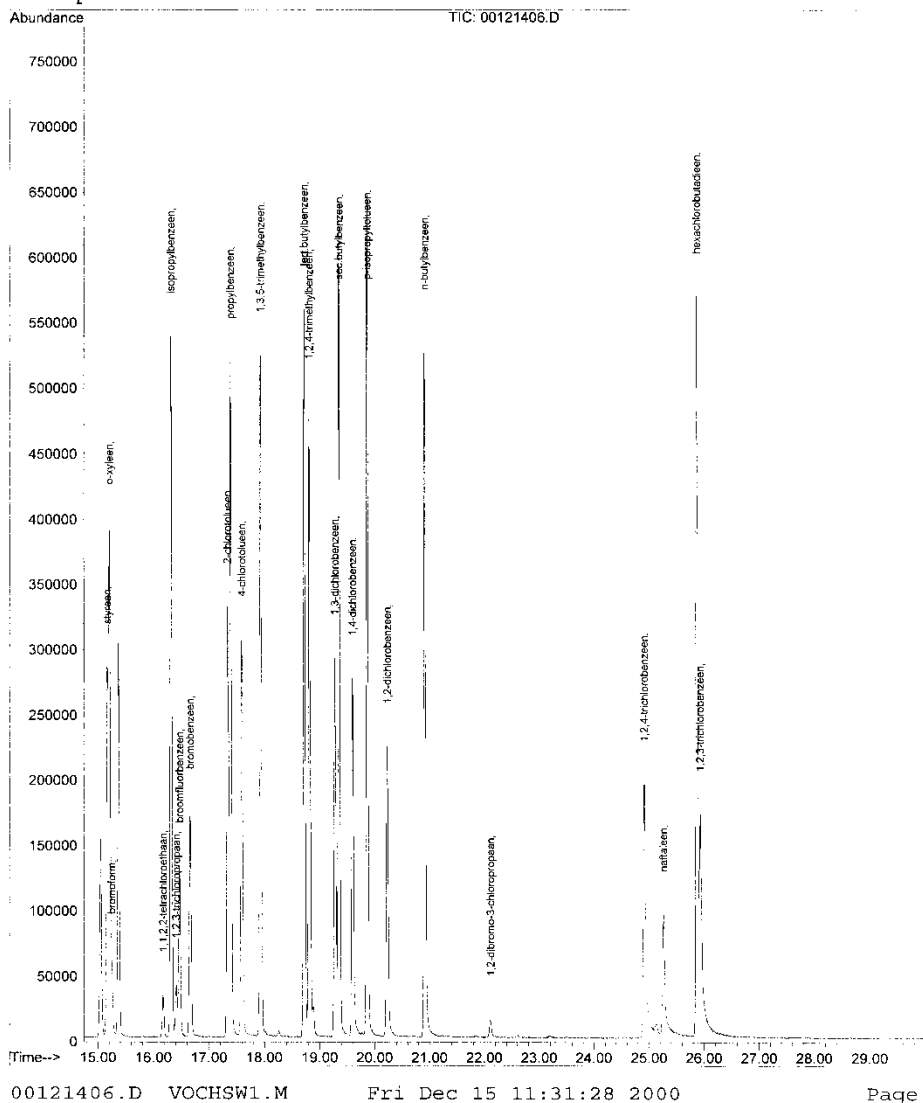 Abundance
TIC: 00121406.D
750000
700000
650000
600000
550000
500000
450000
400000
350000
300000
250000
200000
150000
100000
50000
0
o-xyleen,
styreen,
bromoform,
isopropylbenzeen,
1,1,2,2-tetrachloroethaan,
1,2,3-trichloropropaan,
broomfluorbenzeen,
bromobenzeen,
propylbenzeen,
2-chlorotolueen,
4-chlorotolueen,
1,3,5-trimethylbenzeen,
tert.butylbenzeen,
1,2,4-trimethylbenzeen,
sec.butylbenzeen,
1,3-dichlorobenzeen,
1,4-dichlorobenzeen,
p-isopropyltolueen,
1,2-dichlorobenzeen,
n-butylbenzeen,
1,2-dibromo-3-chloropropaan,
1,2,4-trichlorobenzeen,
naftaleen,
hexachlorobutadieen,
1,2,3-trichlorobenzeen,
Time--> 15.00 16.00 17.00 18.00 19.00 20.00 21.00 22.00 23.00 24.00 25.00 26.00 27.00 28.00 29.00
00121406.D VOCHSW1.M Fri Dec 15 11:31:28 2000 Page